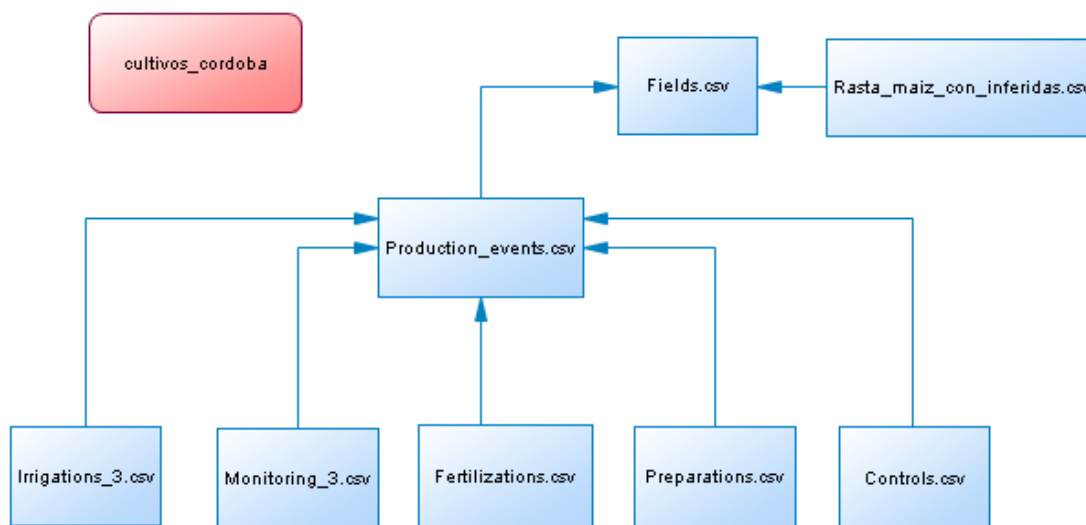 cultivos_cordoba
Fields.csv
Rasta_maiz_con_inferidas.csv
Production_events.csv
Irrigations_3.csv
Monitoring_3.csv
Fertilizations.csv
Preparations.csv
Controls.csv